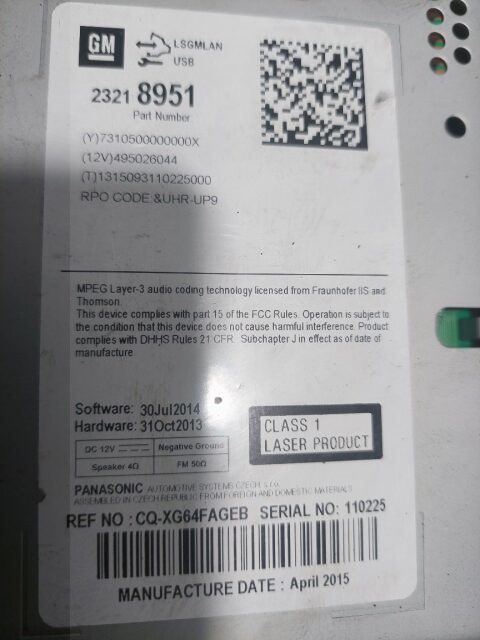 GM
LSGMLAN
USB
2321 8951
Part Number
(Y)7310500000000X
(12V)495026044
(T)1315093110225000
RPO CODE &UHR-UP9
MPEG Layer-3 audio coding technology licensed from Fraunhofer IIS and
Thomson.
This device complies with part 15 of the FCC Rules. Operation is subject to
the condition that this device does not cause harmful interference. Product
complies with DHHS Rules 21 CFR. Subchapter J in effect as of date of
manufacture.
Software: 30Jul2014
Hardware: 31Oct2013
CLASS 1
LASER PRODUCT
DC 12V Negative Ground
Speaker 4Ω FM 50Ω
PANASONIC AUTOMOTIVE SYSTEMS CZECH, s.r.o.
ASSEMBLED IN CZECH REPUBLIC FROM FOREIGN AND DOMESTIC MATERIALS
REF NO : CQ-XG64FAGEB SERIAL NO: 110225
MANUFACTURE DATE : April 2015